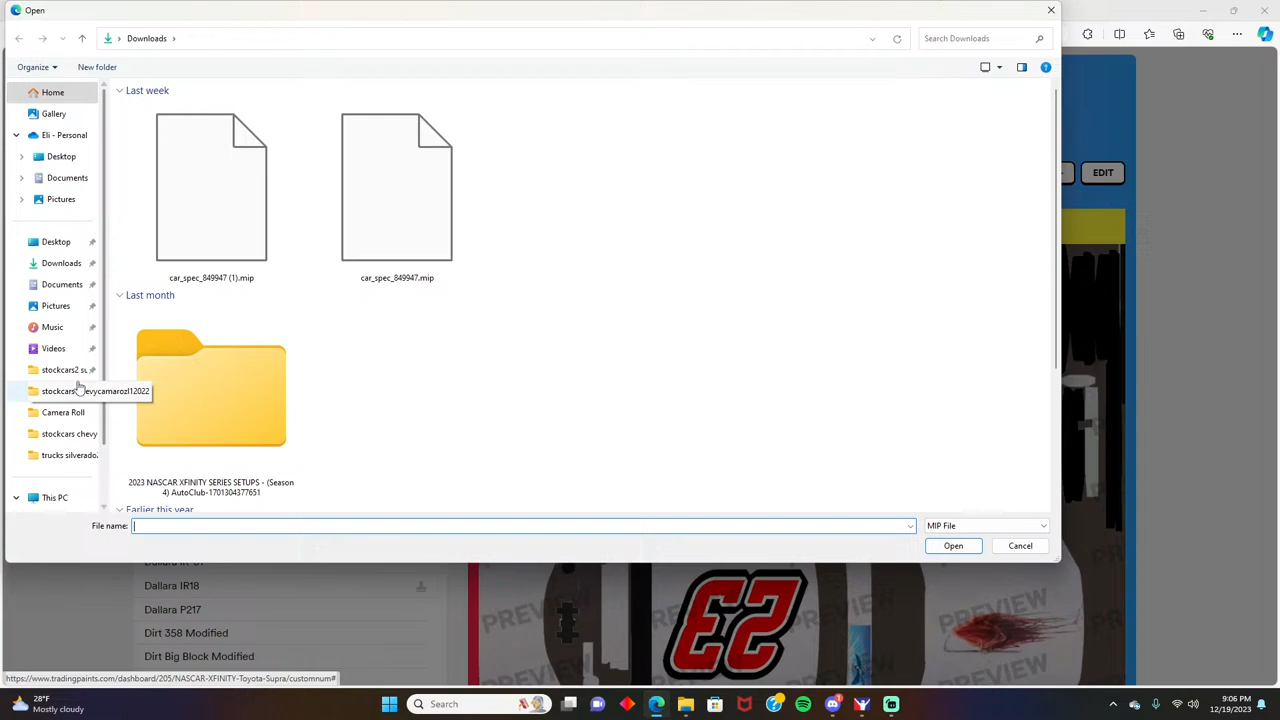 Open
Downloads
Search Downloads
Organize
New folder
Home
Gallery
Eli - Personal
Desktop
Documents
Pictures
Desktop
Downloads
Documents
Pictures
Music
Videos
stockcars2 su
stockcars chevycamarozl12022
Camera Roll
stockcars chevy
trucks silverado
This PC
Last week
car_spec_849947 (1).mip
car_spec_849947.mip
Last month
2023 NASCAR XFINITY SERIES SETUPS - (Season
4) AutoClub-1701304377651
Earlier this year
File name:
MIP File
Open
Cancel
EDIT
Dallara IR18
Dallara P217
Dirt 358 Modified
Dirt Big Block Modified
PREVIEW
PREVIEW
PREVIEW
PREVIEW
https://www.tradingpaints.com/dashboard/205/NASCAR-XFINITY-Toyota-Supra/customnum#
28°F
Mostly cloudy
Search
9:06 PM
12/19/2023